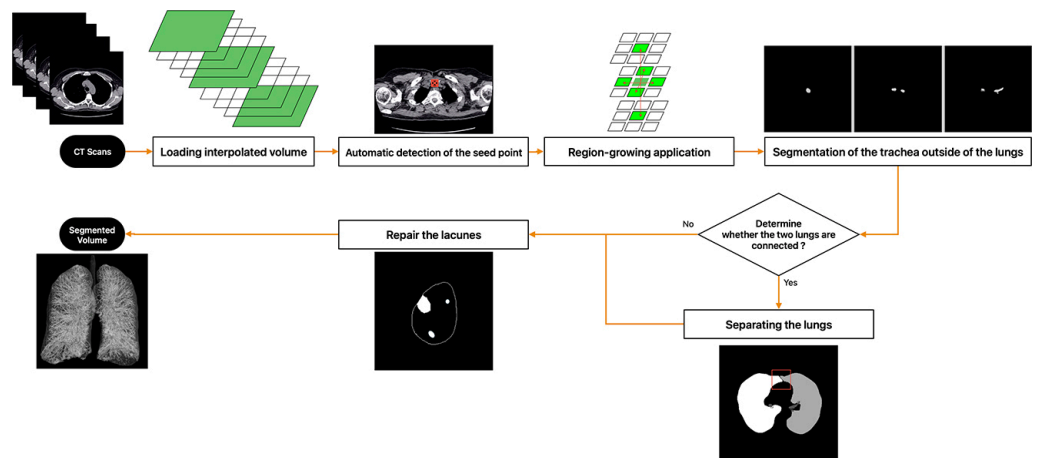 CT Scans
Loading interpolated volume
Automatic detection of the seed point
Region-growing application
Segmentation of the trachea outside of the lungs
Determine
whether the two lungs are
connected ?
No
Yes
Separating the lungs
Repair the lacunes
Segmented
Volume